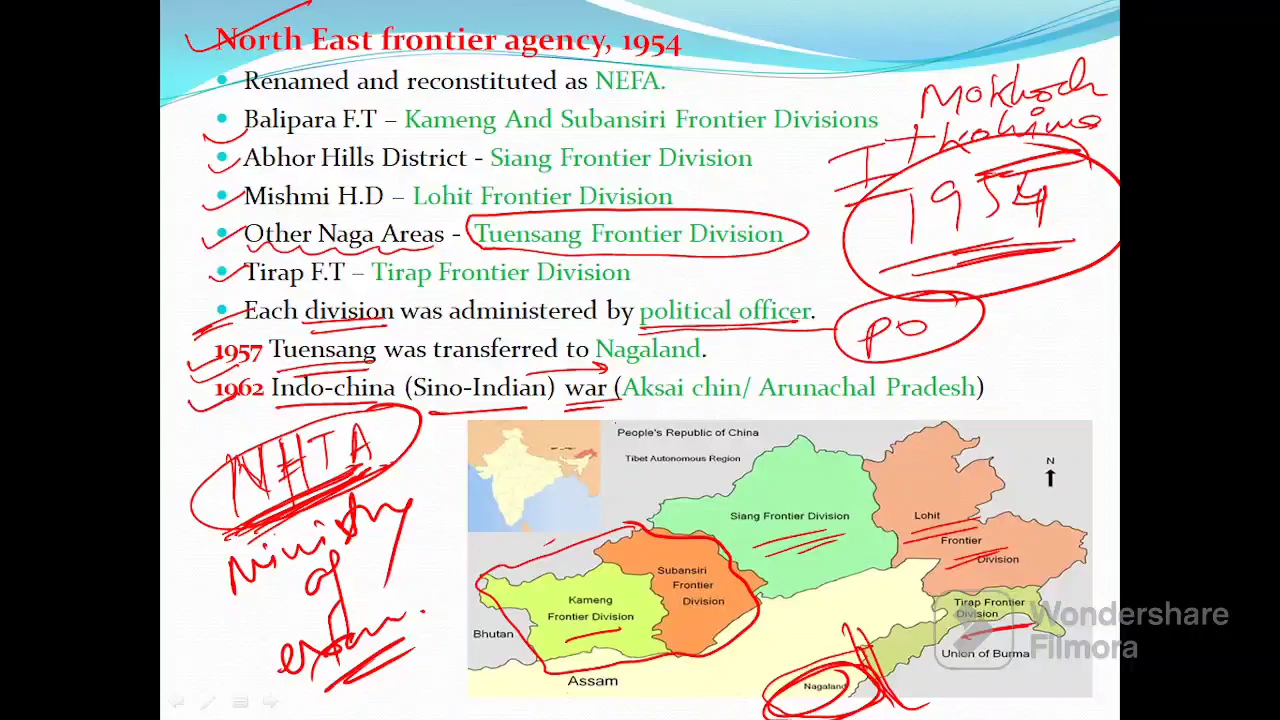 North East frontier agency, 1954
Renamed and reconstituted as NEFA.
Balipara F.T – Kameng And Subansiri Frontier Divisions
Abhor Hills District - Siang Frontier Division
Mishmi H.D – Lohit Frontier Division
Other Naga Areas - Tuensang Frontier Division
Tirap F.T – Tirap Frontier Division
Each division was administered by political officer.
1957 Tuensang was transferred to Nagaland.
1962 Indo-china (Sino-Indian) war (Aksai chin/ Arunachal Pradesh)
1954
PO
NHTA
Ministry
of
People's Republic of China
Tibet Autonomous Region
N
Siang Frontier Division
Lohit
Frontier
Division
Subansiri
Frontier
Division
Kameng
Frontier Division
Tirap Frontier
Division
Bhutan
Union of Burma
Assam
Nagaland
Wondershare
Filmora